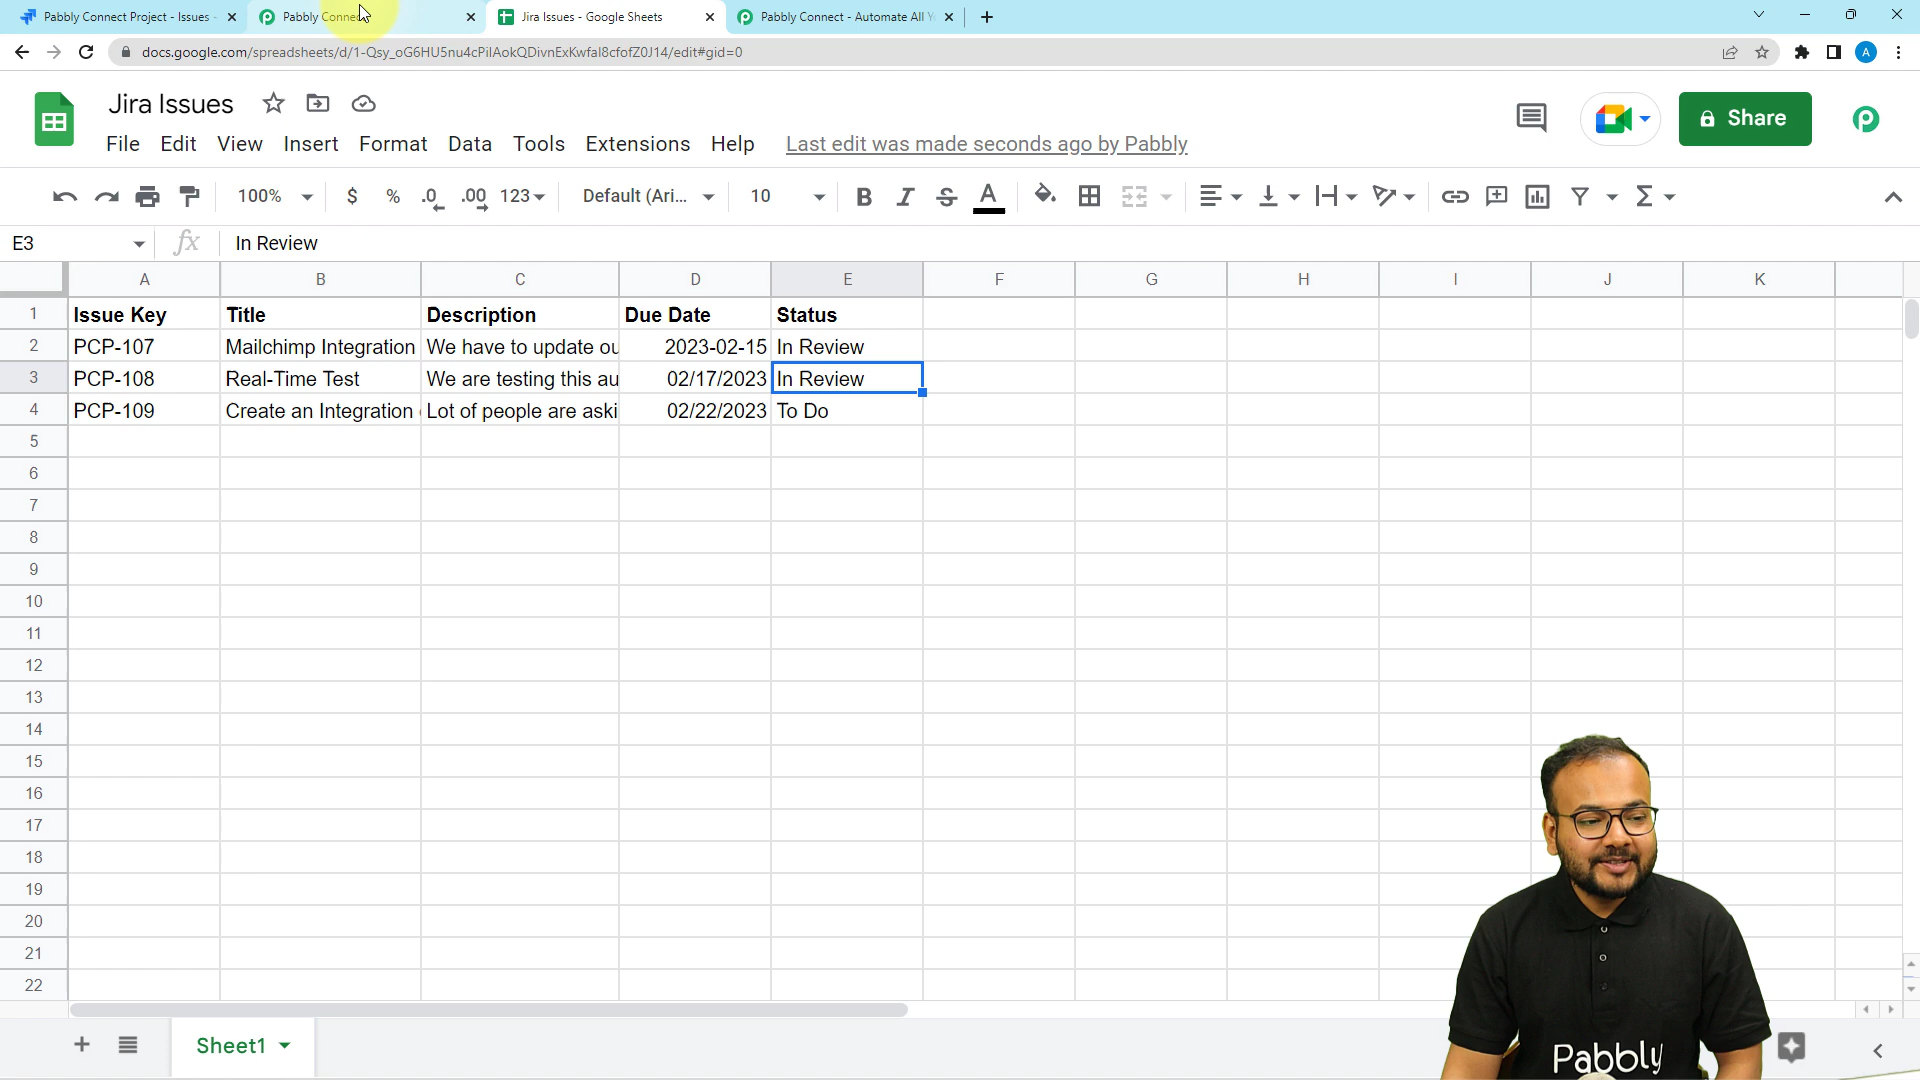 Pabbly Connect Project - Issues
Pabbly Conne
Jira Issues - Google Sheets
Pabbly Connect - Automate All Y
docs.google.com/spreadsheets/d/1-Qsy_oG6HU5nu4cPilAokQDivnExKwfal8cfofZ0J14/edit#gid=0
A
Jira Issues
Share
File Edit View Insert Format Data Tools Extensions Help Last edit was made seconds ago by Pabbly
100% $ % .0 .00 123 Default (Ari... 10 B I S A
E3 fx In Review
A B C D E F G H I J K
1 Issue Key Title Description Due Date Status
2 PCP-107 Mailchimp Integration We have to update ou 2023-02-15 In Review
3 PCP-108 Real-Time Test We are testing this au 02/17/2023 In Review
4 PCP-109 Create an Integration Lot of people are aski 02/22/2023 To Do
5
6
7
8
9
10
11
12
13
14
15
16
17
18
19
20
21
22
Sheet1
Pabbly